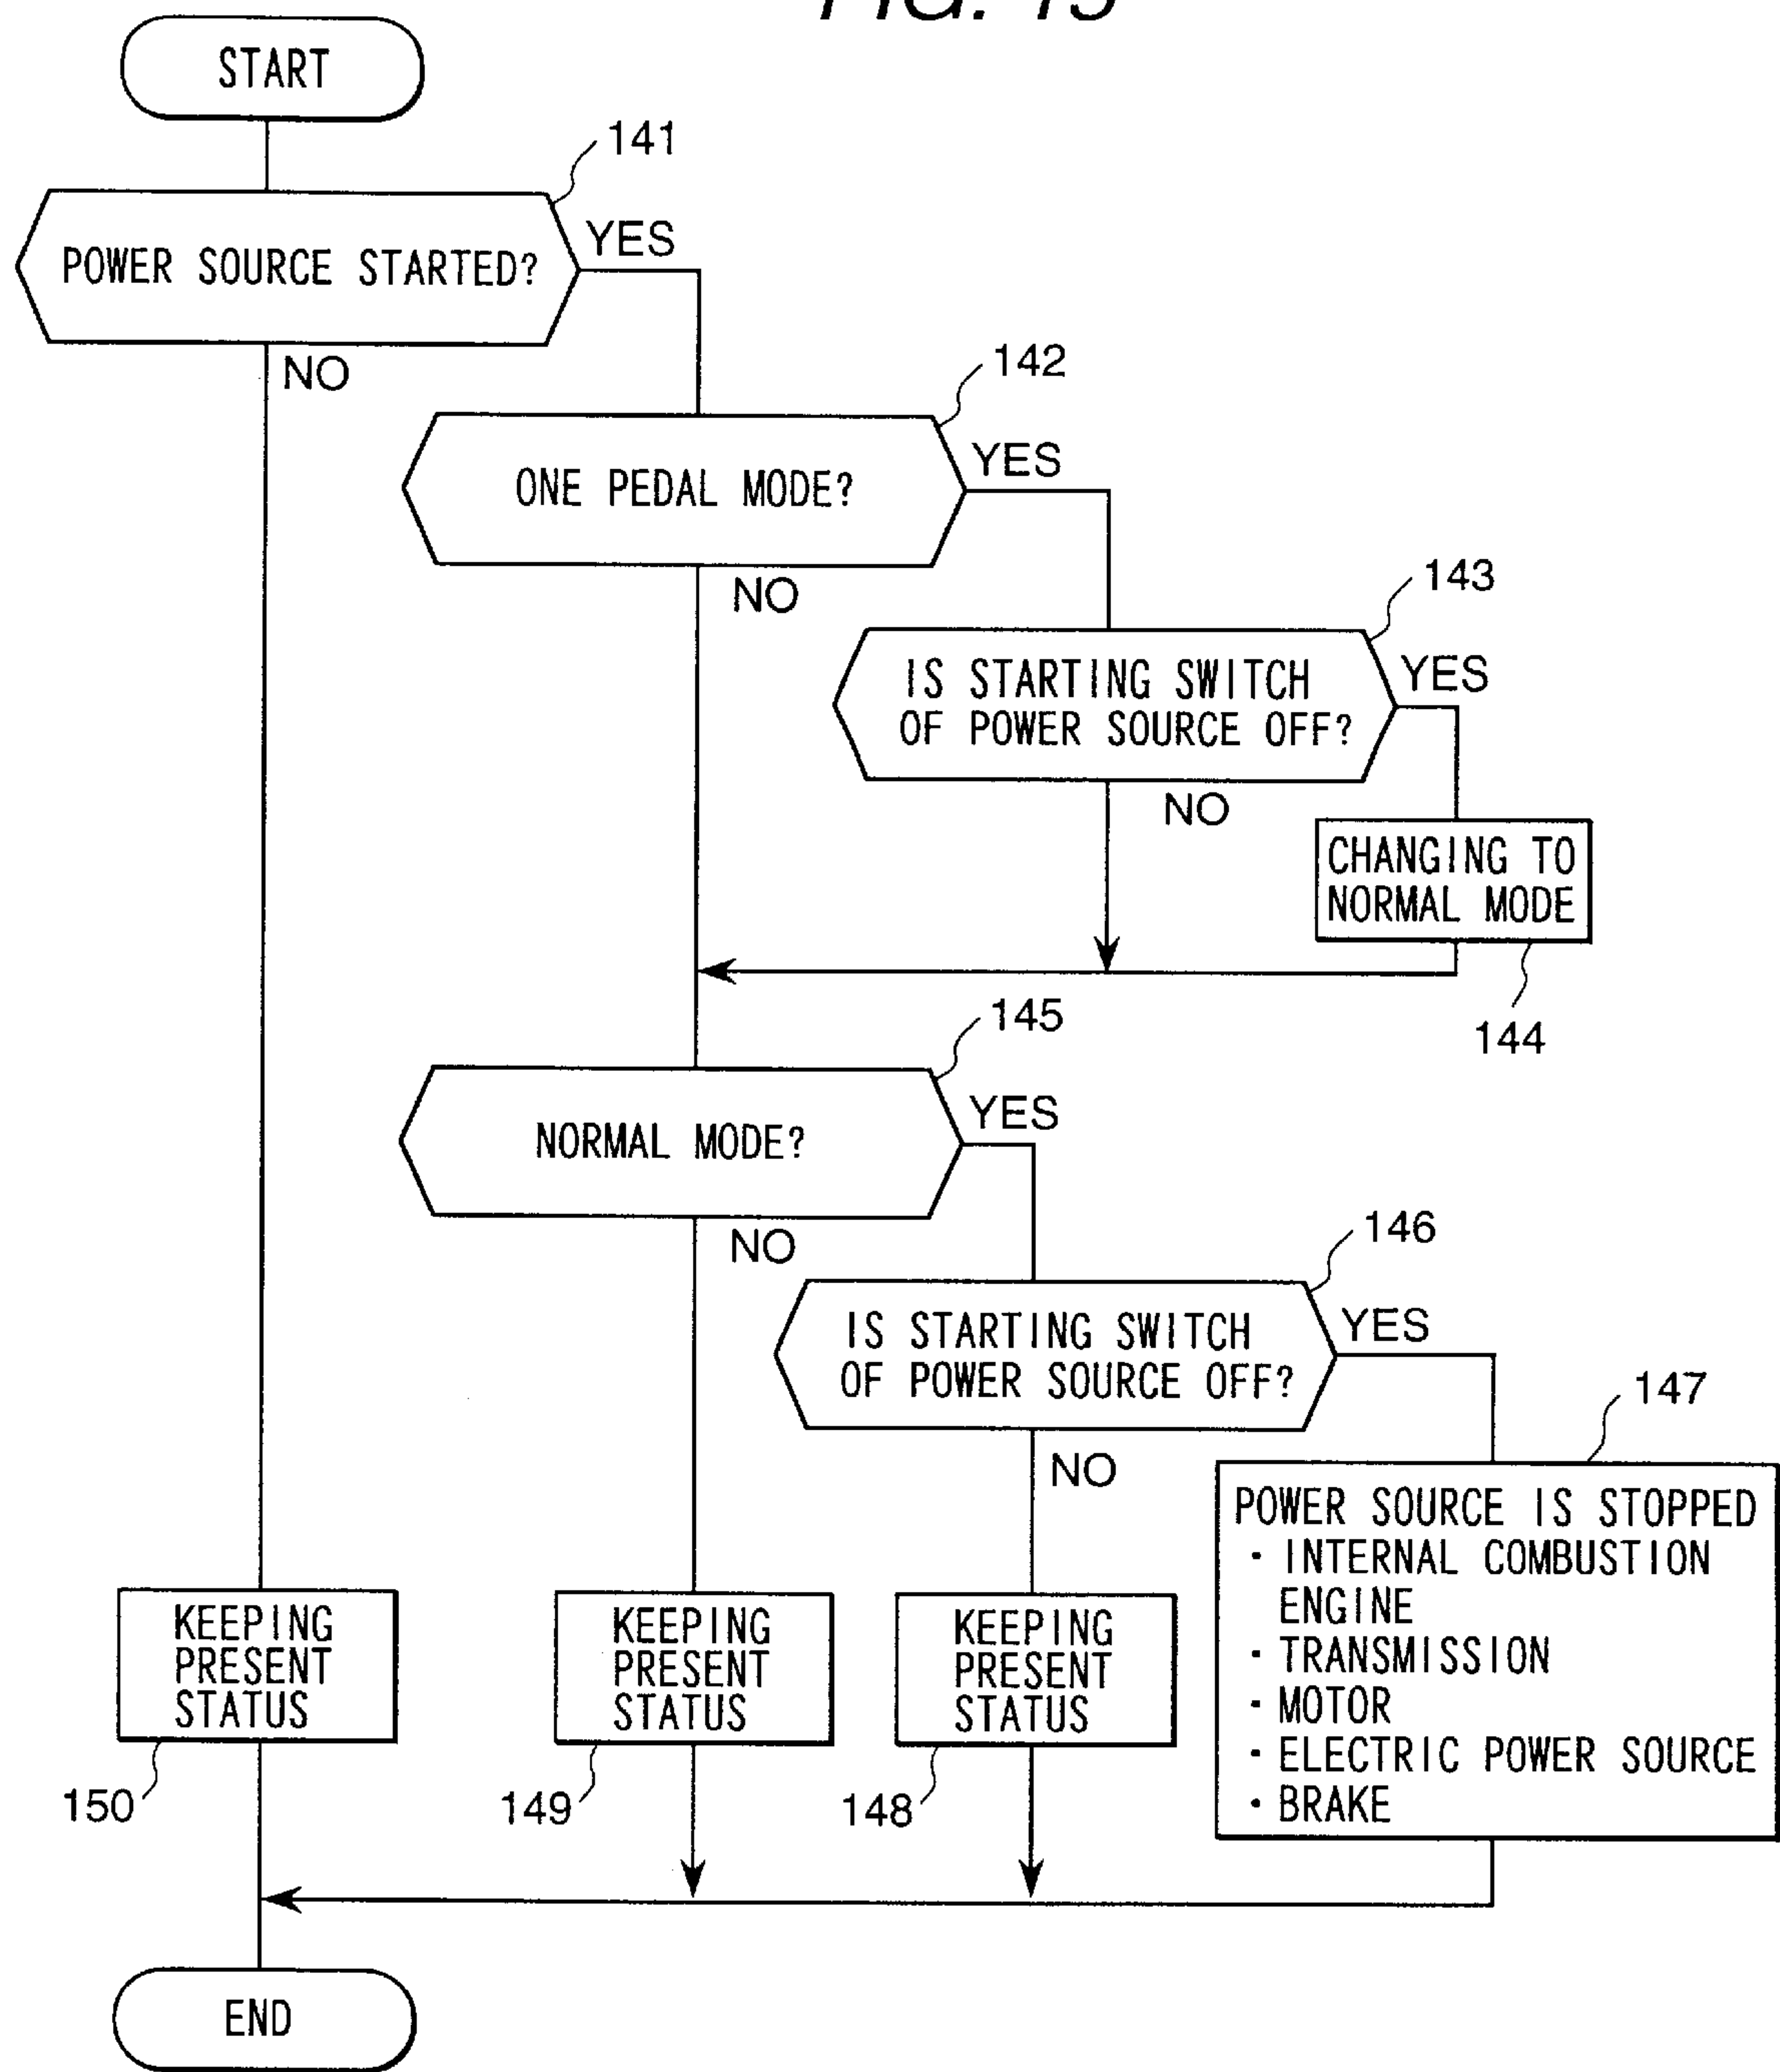 FIG.
START
141
POWER SOURCE STARTED?
YES
NO
142
ONE PEDAL MODE?
YES
NO
143
IS STARTING SWITCH
OF POWER SOURCE OFF?
YES
NO
CHANGING TO
NORMAL MODE
144
145
NORMAL MODE?
YES
NO
146
IS STARTING SWITCH
OF POWER SOURCE OFF?
YES
NO
147
POWER SOURCE IS STOPPED
· INTERNAL COMBUSTION
ENGINE
· TRANSMISSION
· MOTOR
· ELECTRIC POWER SOURCE
· BRAKE
KEEPING
PRESENT
STATUS
150
KEEPING
PRESENT
STATUS
149
KEEPING
PRESENT
STATUS
148
END